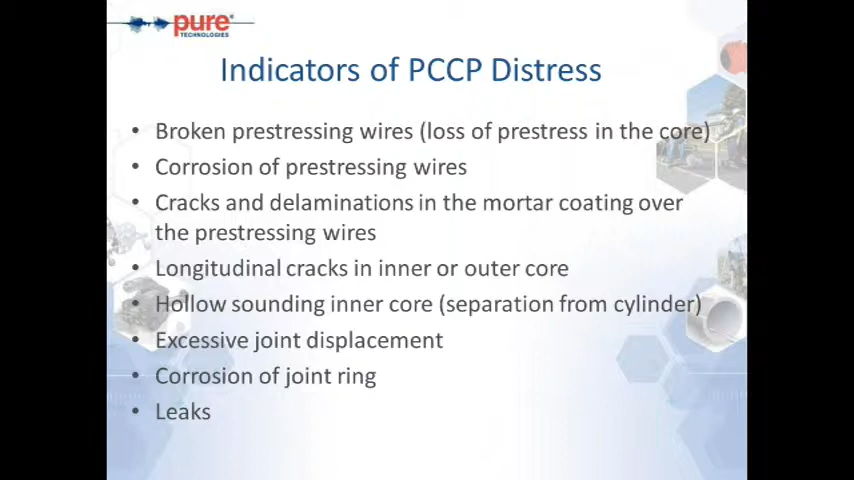 pure
TECHNOLOGIES
Indicators of PCCP Distress
• Broken prestressing wires (loss of prestress in the core)
• Corrosion of prestressing wires
• Cracks and delaminations in the mortar coating over
the prestressing wires
• Longitudinal cracks in inner or outer core
• Hollow sounding inner core (separation from cylinder)
• Excessive joint displacement
• Corrosion of joint ring
• Leaks